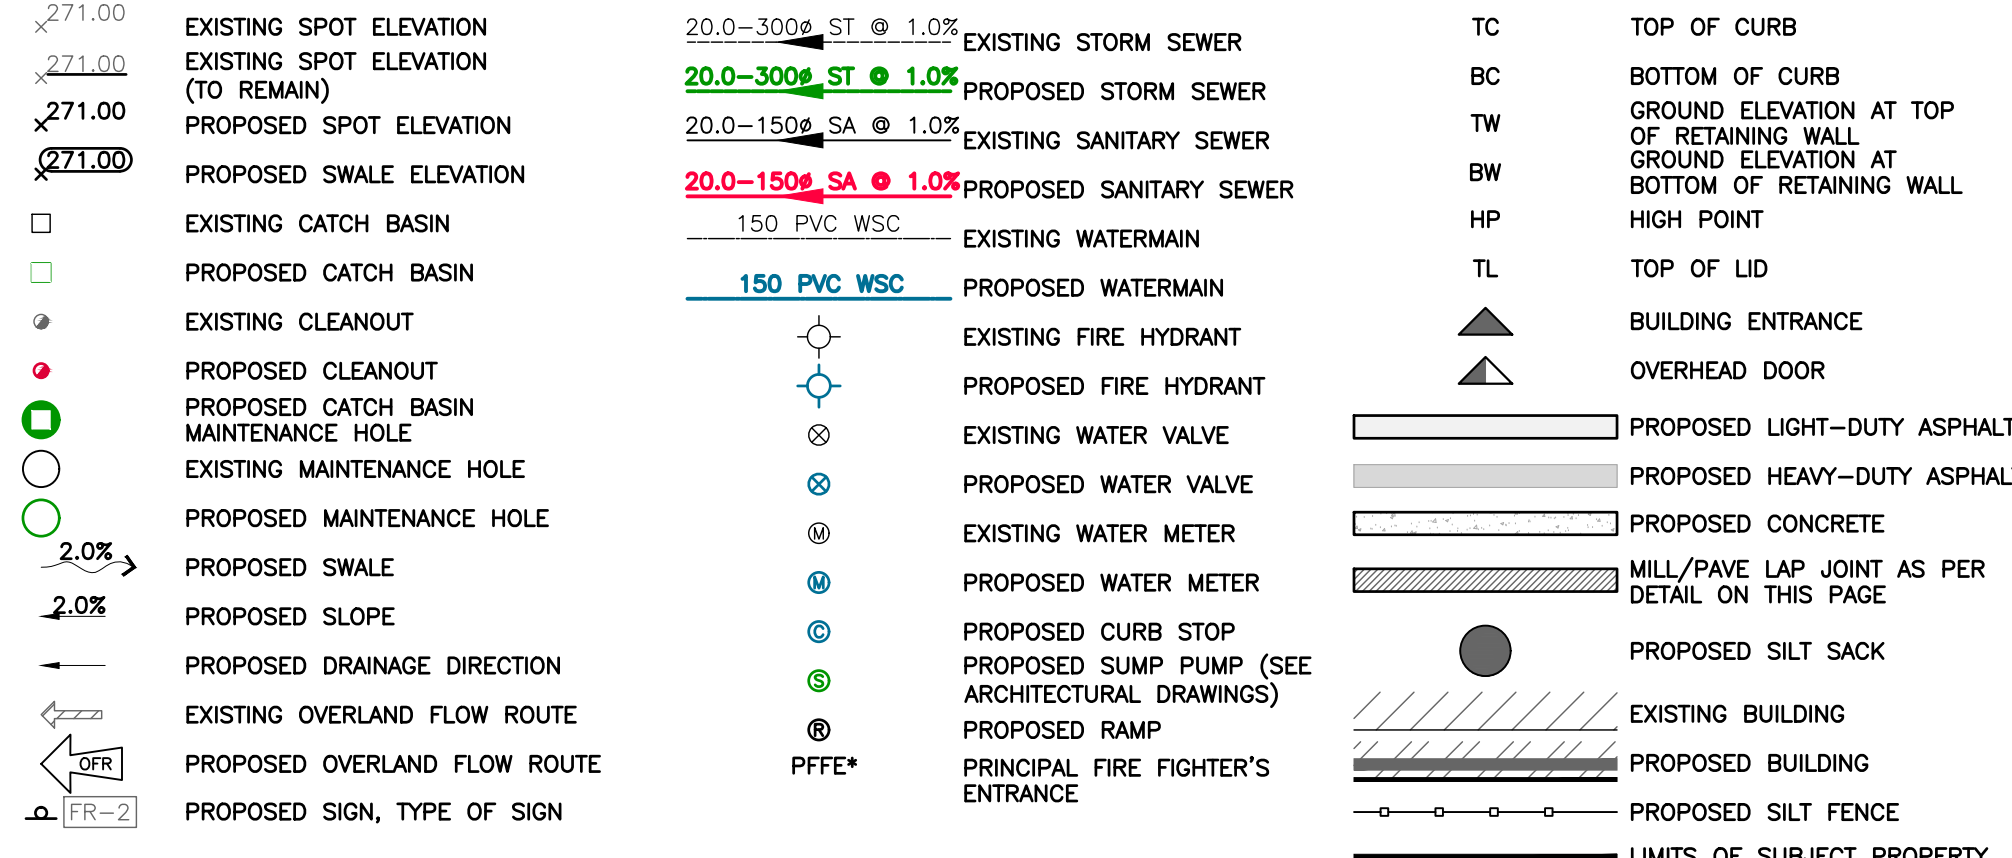 271.00 EXISTING SPOT ELEVATION
271.00 EXISTING SPOT ELEVATION
(TO REMAIN)
271.00 PROPOSED SPOT ELEVATION
271.00 PROPOSED SWALE ELEVATION
EXISTING CATCH BASIN
PROPOSED CATCH BASIN
EXISTING CLEANOUT
PROPOSED CLEANOUT
PROPOSED CATCH BASIN
MAINTENANCE HOLE
EXISTING MAINTENANCE HOLE
PROPOSED MAINTENANCE HOLE
2.0% PROPOSED SWALE
2.0% PROPOSED SLOPE
PROPOSED DRAINAGE DIRECTION
EXISTING OVERLAND FLOW ROUTE
OFR PROPOSED OVERLAND FLOW ROUTE
FR-2 PROPOSED SIGN, TYPE OF SIGN
20.0-300ø ST @ 1.0% EXISTING STORM SEWER
20.0-300ø ST @ 1.0% PROPOSED STORM SEWER
20.0-150ø SA @ 1.0% EXISTING SANITARY SEWER
20.0-150ø SA @ 1.0% PROPOSED SANITARY SEWER
150 PVC WSC EXISTING WATERMAIN
150 PVC WSC PROPOSED WATERMAIN
EXISTING FIRE HYDRANT
PROPOSED FIRE HYDRANT
EXISTING WATER VALVE
PROPOSED WATER VALVE
M EXISTING WATER METER
M PROPOSED WATER METER
C PROPOSED CURB STOP
S PROPOSED SUMP PUMP (SEE
ARCHITECTURAL DRAWINGS)
R PROPOSED RAMP
PFFE* PRINCIPAL FIRE FIGHTER'S
ENTRANCE
TC TOP OF CURB
BC BOTTOM OF CURB
TW GROUND ELEVATION AT TOP
OF RETAINING WALL
BW GROUND ELEVATION AT
BOTTOM OF RETAINING WALL
HP HIGH POINT
TL TOP OF LID
BUILDING ENTRANCE
OVERHEAD DOOR
PROPOSED LIGHT-DUTY ASPHALT
PROPOSED HEAVY-DUTY ASPHAL
PROPOSED CONCRETE
MILL/PAVE LAP JOINT AS PER
DETAIL ON THIS PAGE
PROPOSED SILT SACK
EXISTING BUILDING
PROPOSED BUILDING
PROPOSED SILT FENCE
LIMITS OF SUBJECT PROPERTY